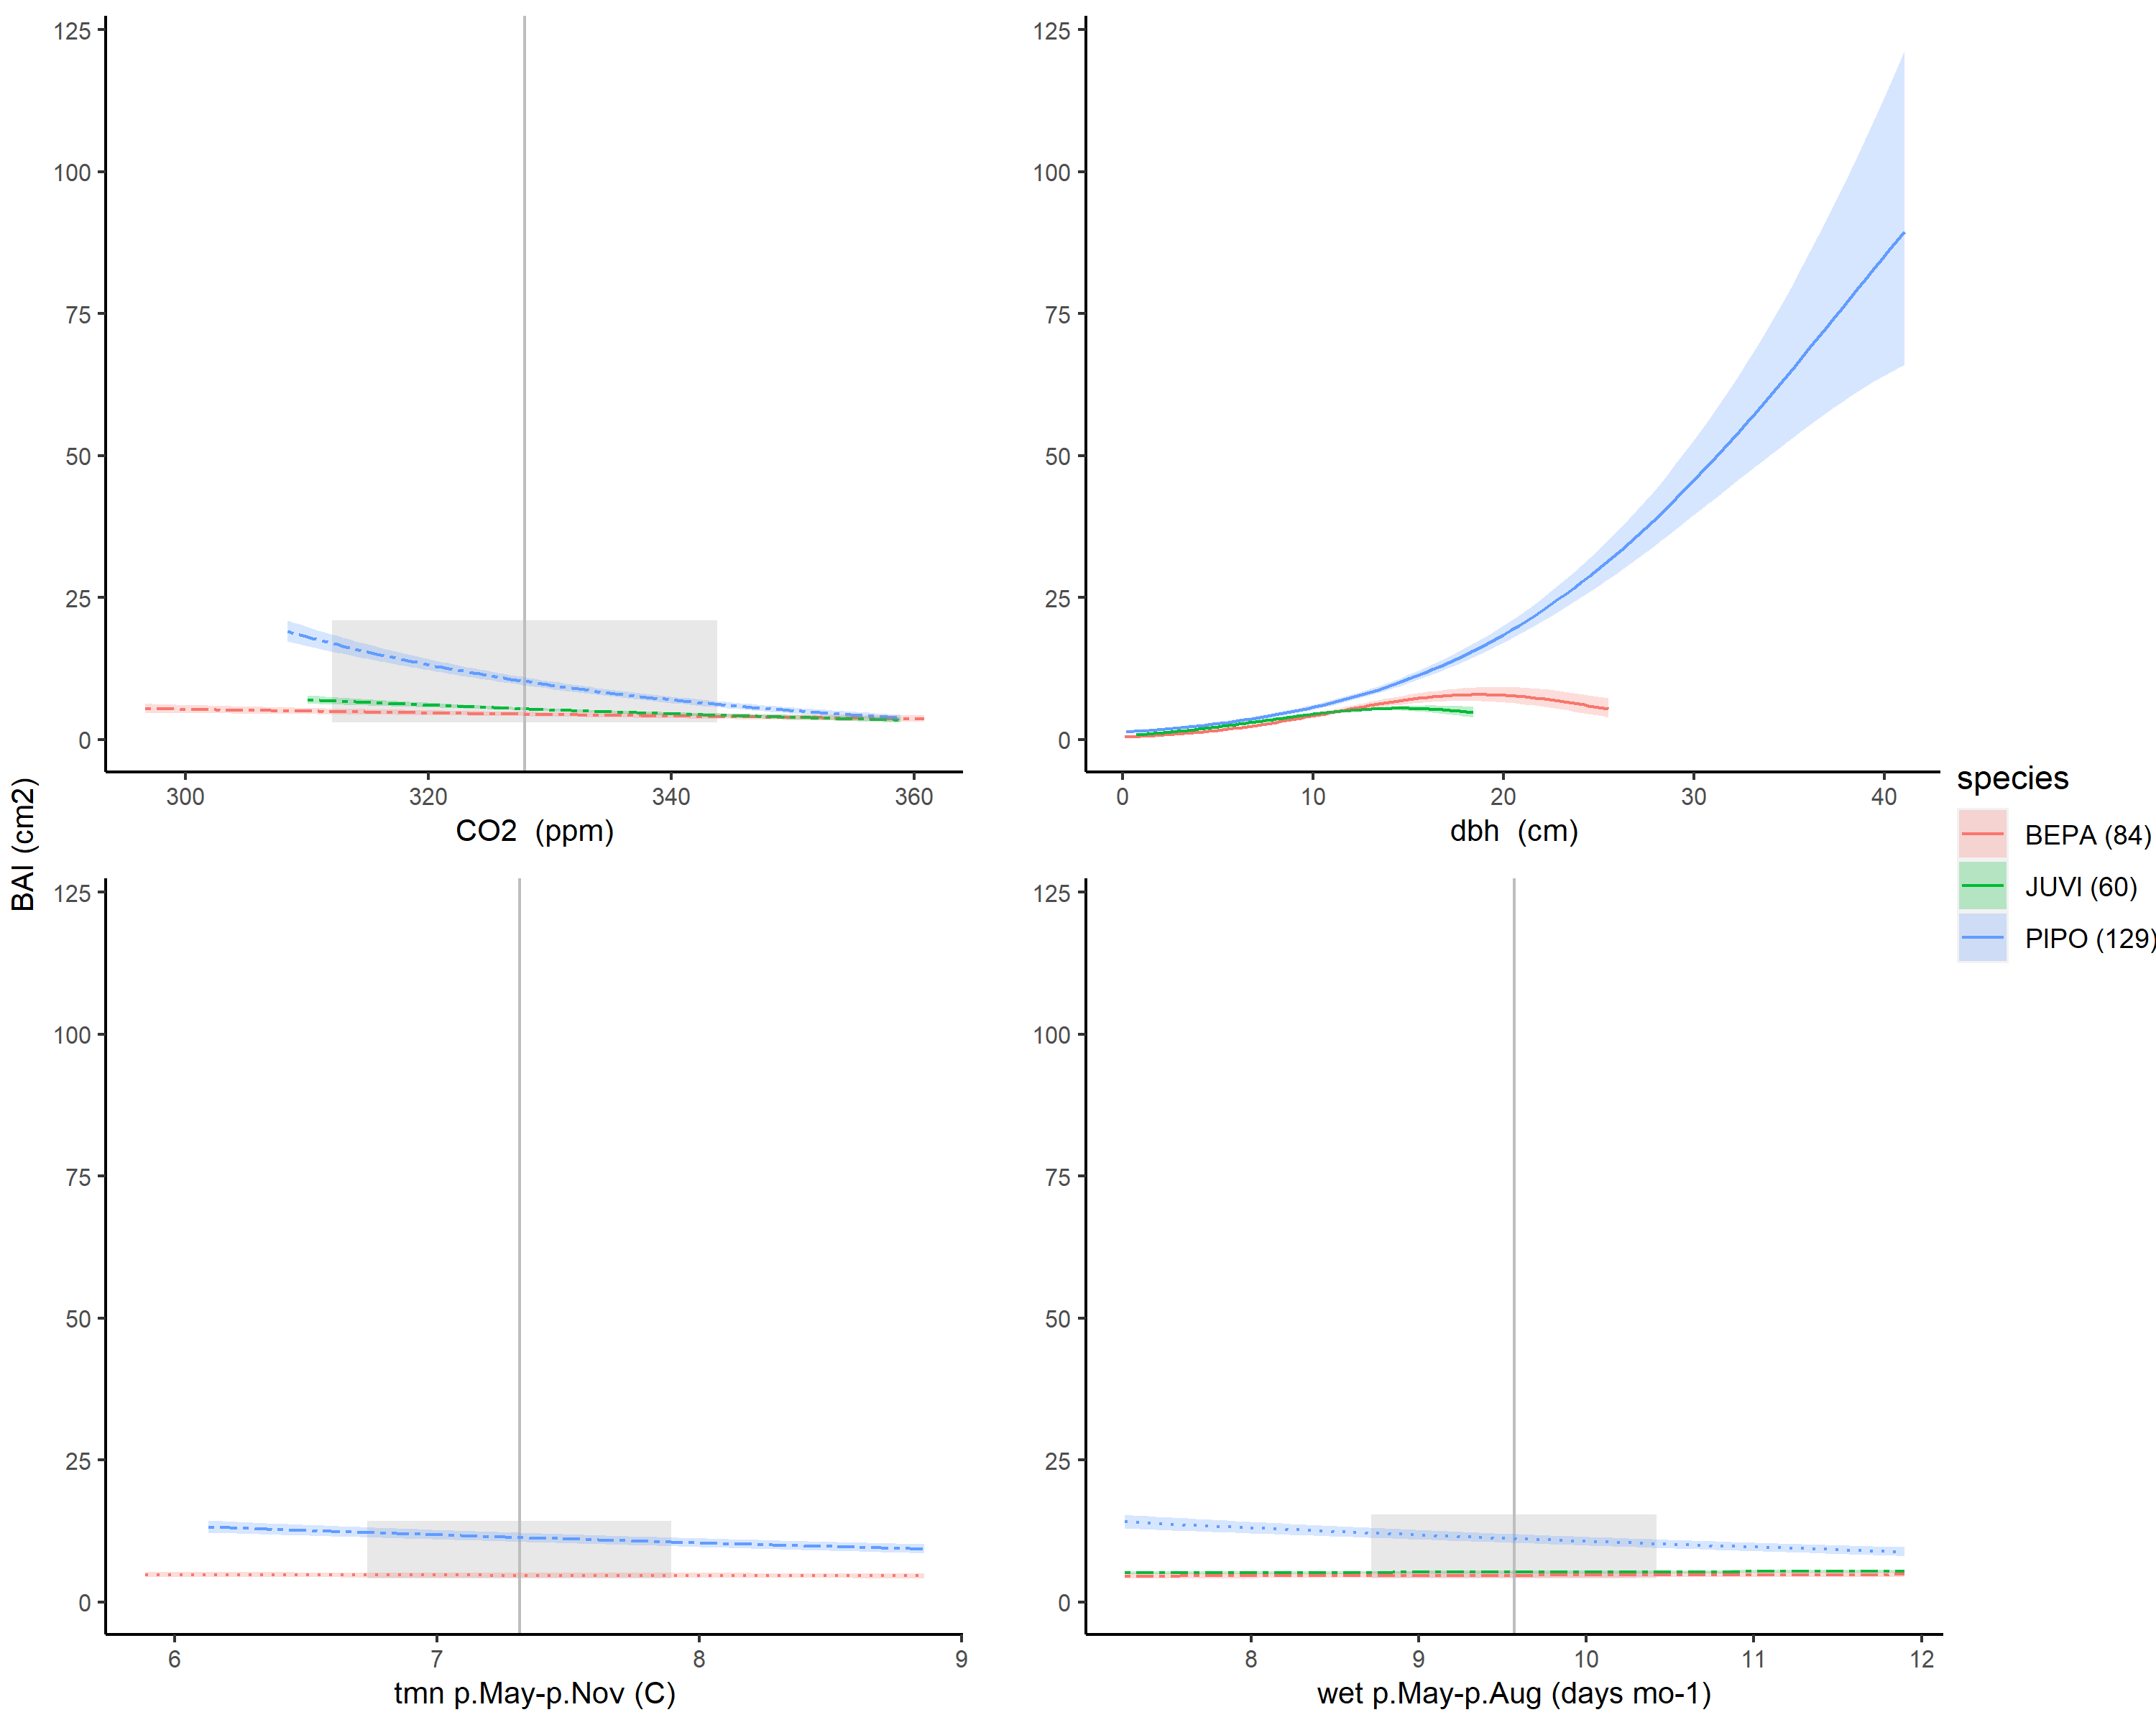 125
100
75
50
25
0
300 320 340 360
CO2 (ppm)
125
100
75
50
25
0
0 10 20 30 40
dbh (cm)
BAI (cm2)
125
100
75
50
25
0
6 7 8 9
tmn p.May-p.Nov (C)
125
100
75
50
25
0
8 9 10 11 12
wet p.May-p.Aug (days mo-1)
species
BEPA (84)
JUVI (60)
PIPO (129)